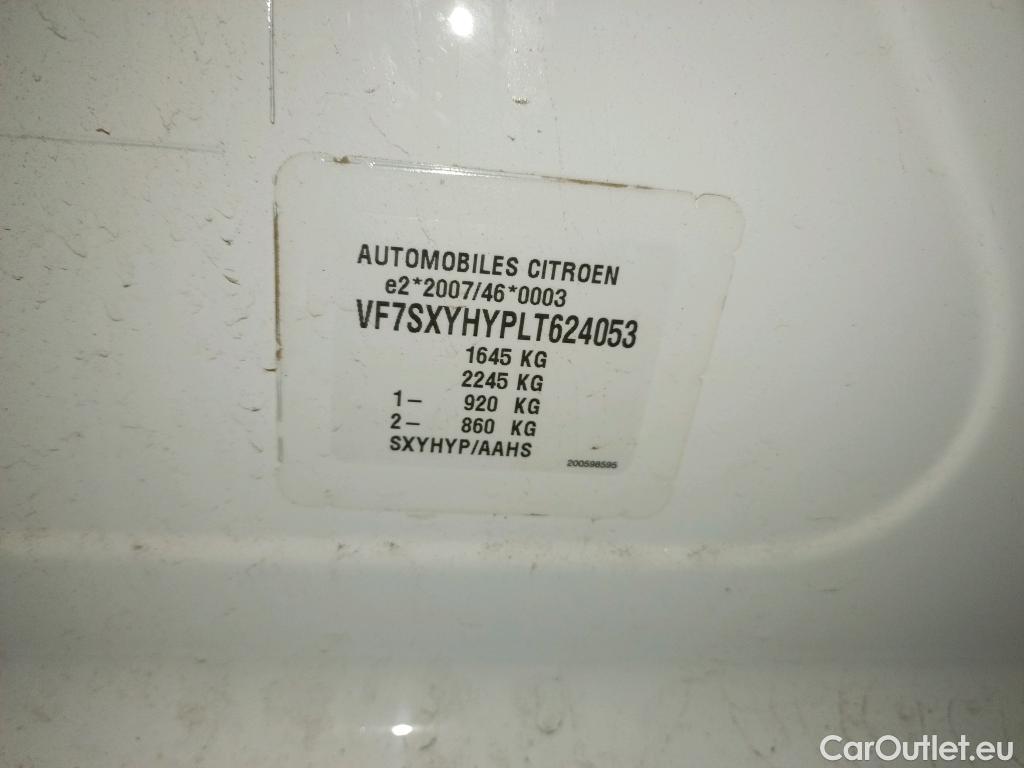 AUTOMOBILES CITROEN
e2*2007/46*0003
VF7SXYHYPLT624053
1645 KG
2245 KG
1– 920 KG
2– 860 KG
SXYHYP/AAHS
200598595
CarOutlet.eu